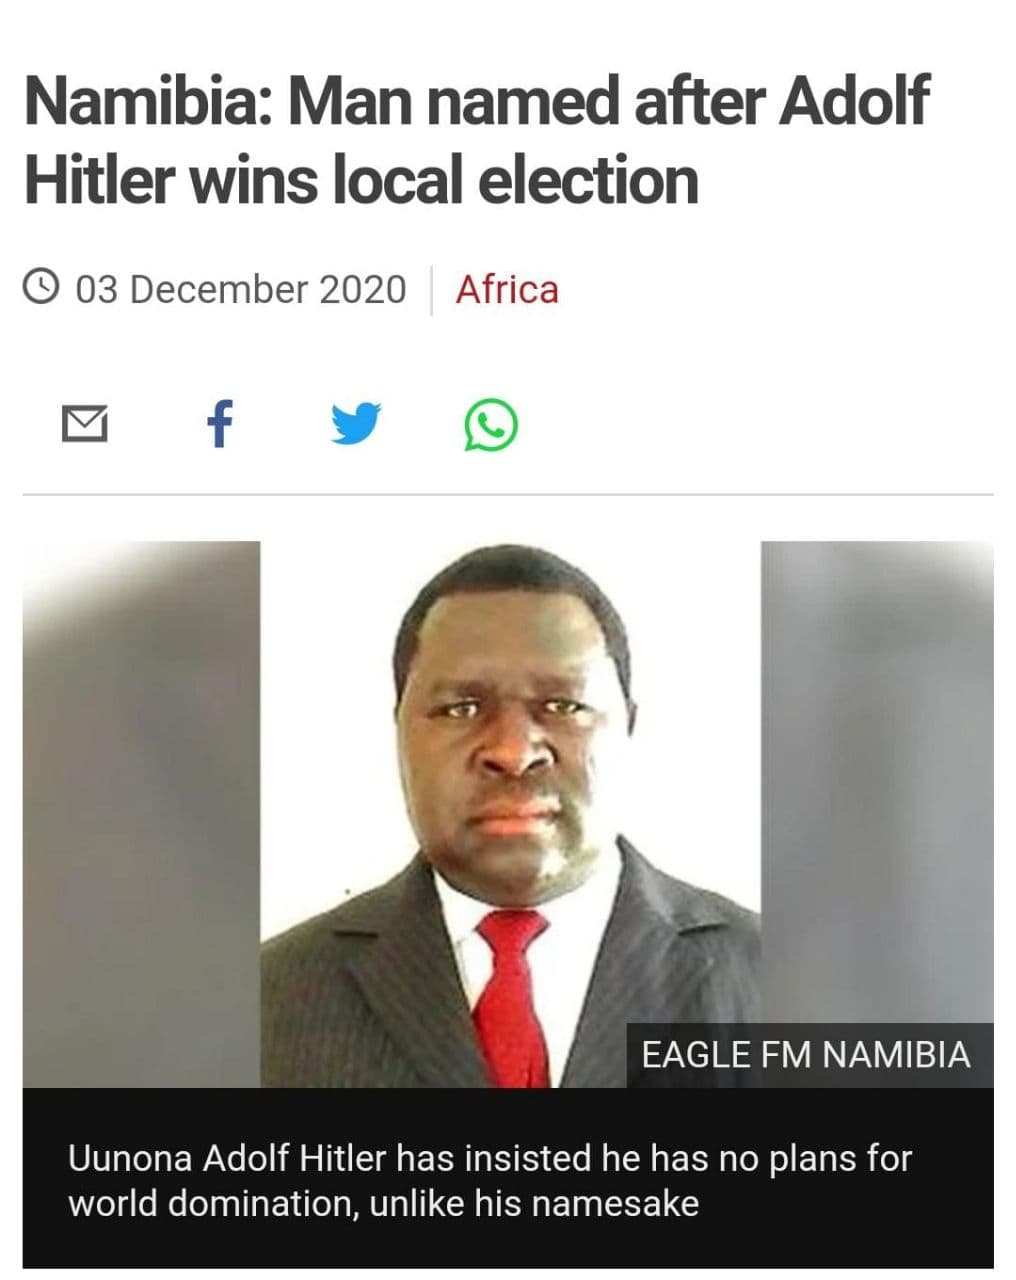 Namibia: Man named after Adolf
Hitler wins local election
03 December 2020
Africa
EAGLE FM NAMIBIA
Uunona Adolf Hitler has insisted he has no plans for
world domination, unlike his namesake